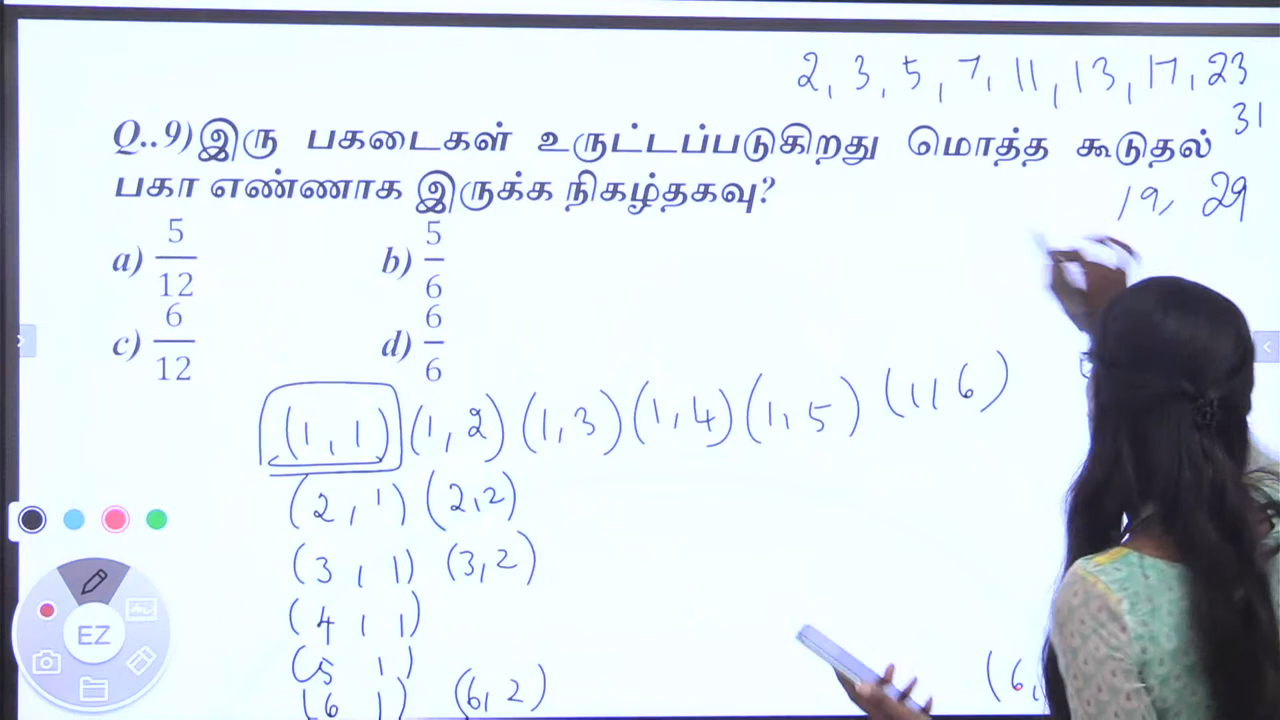 2, 3, 5, 7, 11, 13, 17, 23
31
Q..9) இரு பகடைகள் உருட்டப்படுகிறது மொத்த கூடுதல்
பகா எண்ணாக இருக்க நிகழ்தகவு?
19, 29
a) 5/12 b) 5/6
c) 6/12 d) 6/6
(1, 1) (1, 2) (1, 3) (1, 4) (1, 5) (1, 6)
(2, 1) (2, 2)
(3, 1) (3, 2)
(4, 1)
(5 1)
(6 1) (6, 2) (6,
EZ